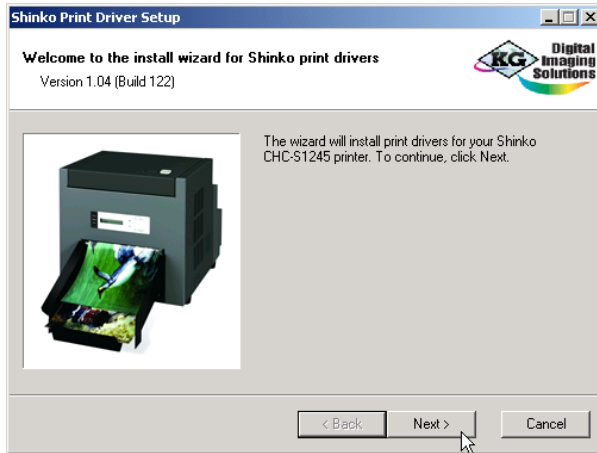 Shinko Print Driver Setup
Welcome to the install wizard for Shinko print drivers
Version 1.04 (Build 122)
KG Digital
Imaging
Solutions
The wizard will install print drivers for your Shinko
CHC-S1245 printer. To continue, click Next.
< Back
Next >
Cancel